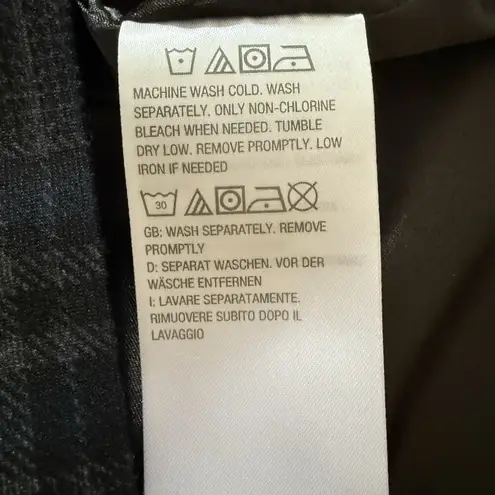 MACHINE WASH COLD. WASH
SEPARATELY. ONLY NON-CHLORINE
BLEACH WHEN NEEDED. TUMBLE
DRY LOW. REMOVE PROMPTLY. LOW
IRON IF NEEDED
30
GB: WASH SEPARATELY. REMOVE
PROMPTLY
D: SEPARAT WASCHEN. VOR DER
WÄSCHE ENTFERNEN
I: LAVARE SEPARATAMENTE.
RIMUOVERE SUBITO DOPO IL
LAVAGGIO